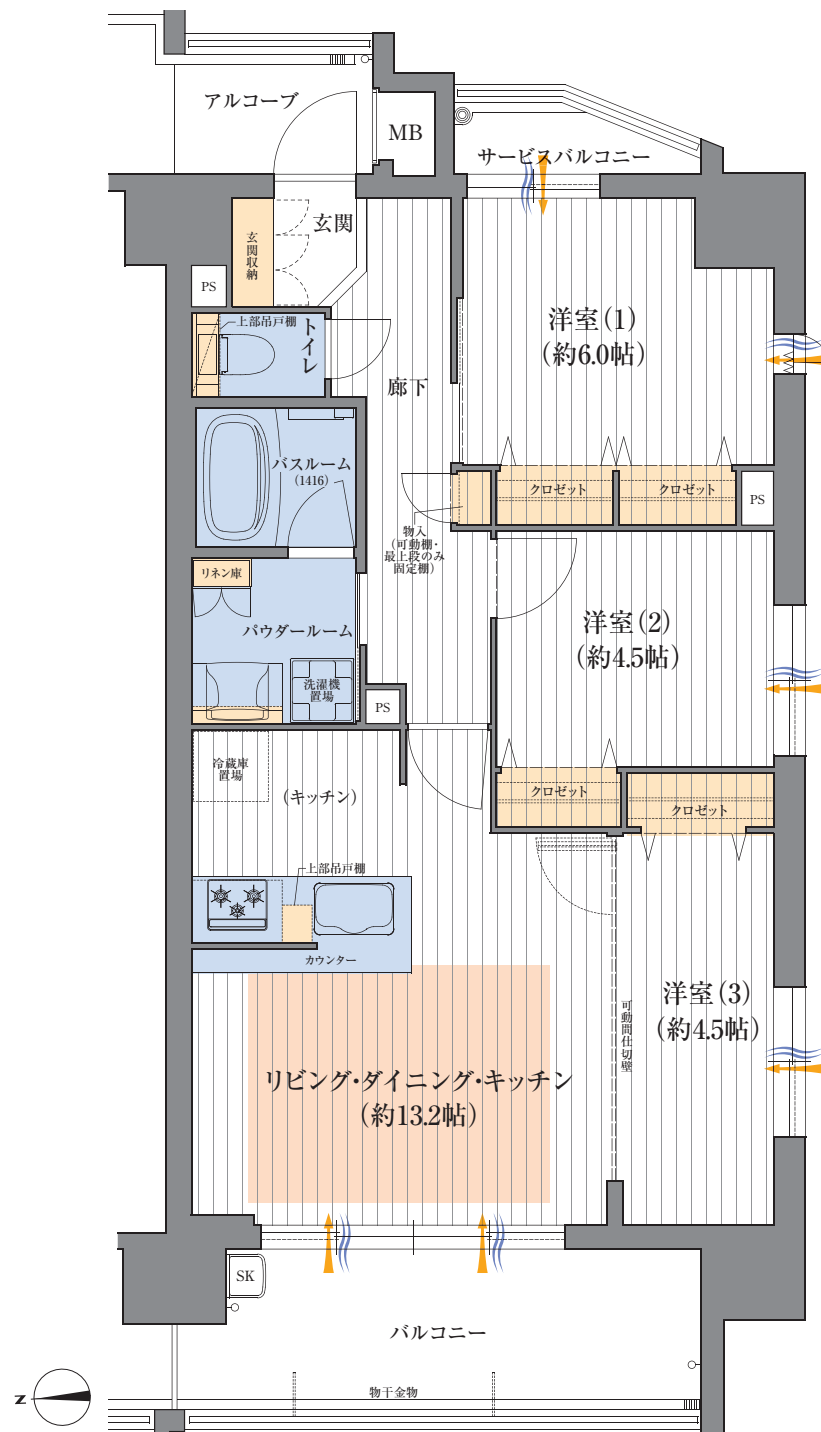 アルコーブ
MB
サービスバルコニー
玄関
玄関収納
PS
上部吊戸棚
トイレ
洋室(1)
(約6.0帖)
廊下
バスルーム
(1416)
クロゼット
クロゼット
PS
物入
(可動棚・
最上段のみ
固定棚)
リネン庫
パウダールーム
洋室(2)
(約4.5帖)
洗濯機
置場
PS
冷蔵庫
置場
(キッチン)
クロゼット
クロゼット
上部吊戸棚
カウンター
洋室(3)
(約4.5帖)
可動間仕切壁
リビング・ダイニング・キッチン
(約13.2帖)
SK
バルコニー
物干金物
Z